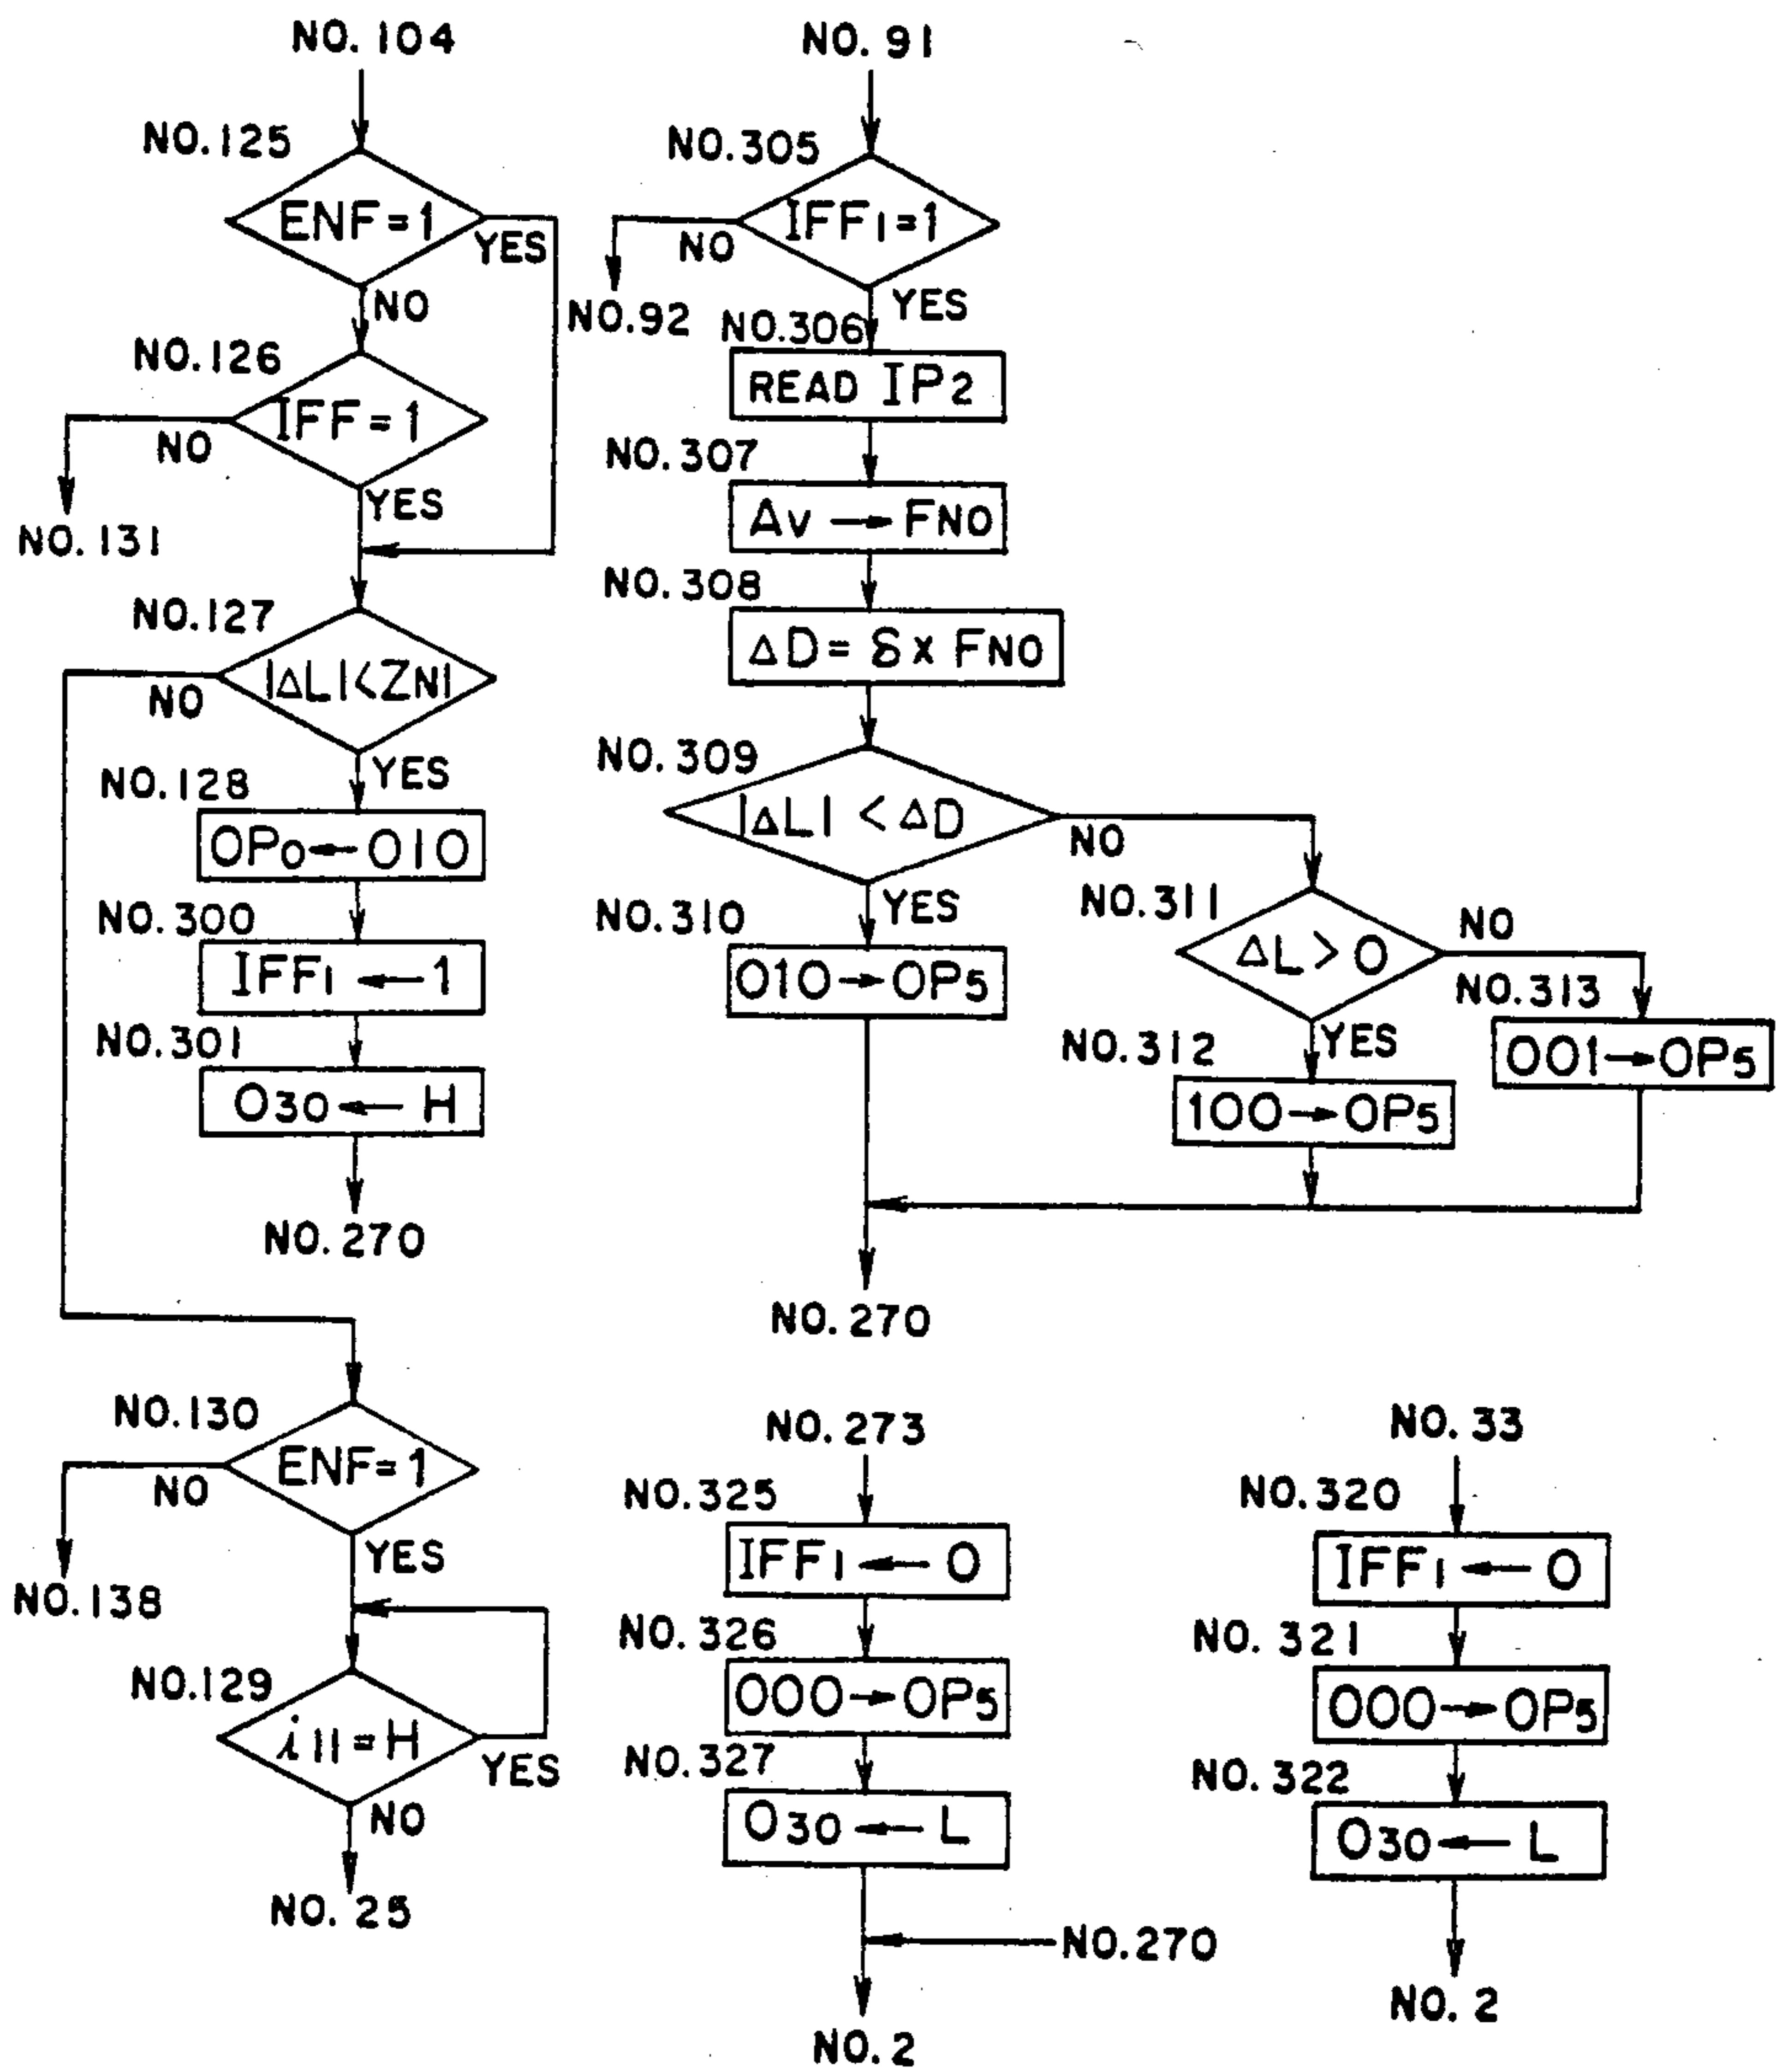 NO. 104
NO.125
ENF=1
YES
NO
NO.126
IFF=1
NO
YES
NO.131
NO.127
|ΔL|<ZN1
NO
YES
NO.128
OP0←010
NO.300
IFF1←1
NO.301
O30←H
NO.270
NO.130
ENF=1
NO
YES
NO.138
NO.129
i11=H
YES
NO
NO. 25
NO. 91
NO.305
IFF1=1
NO
YES
NO.92
NO.306
READ IP2
NO.307
Av→FNO
NO.308
ΔD=δ×FNO
NO.309
|ΔL|<ΔD
NO
YES
NO.310
010→OP5
NO.311
ΔL>0
NO
YES
NO.313
001→OP5
NO.312
100→OP5
NO.270
NO.273
NO.325
IFF1←0
NO.326
000→OP5
NO.327
O30←L
NO.270
NO.2
NO. 33
NO.320
IFF1←0
NO. 321
000→OP5
NO.322
O30←L
NO. 2